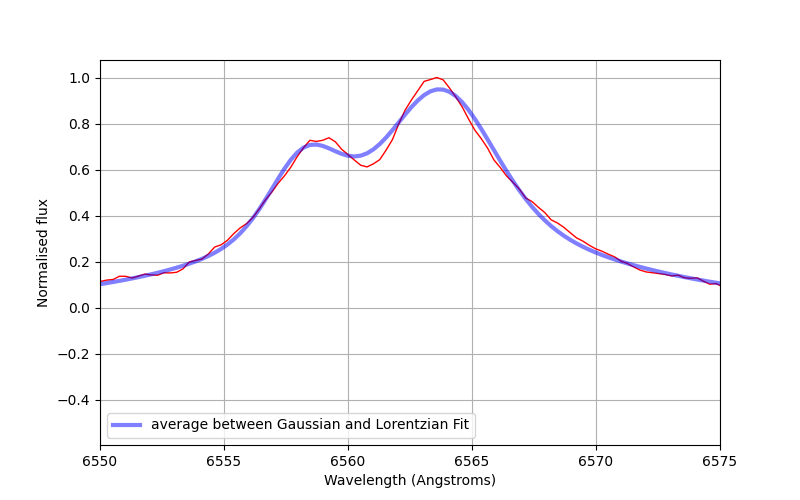 Normalised flux
1.0
0.8
0.6
0.4
0.2
0.0
−0.2
−0.4
average between Gaussian and Lorentzian Fit
6550 6555 6560 6565 6570 6575
Wavelength (Angstroms)